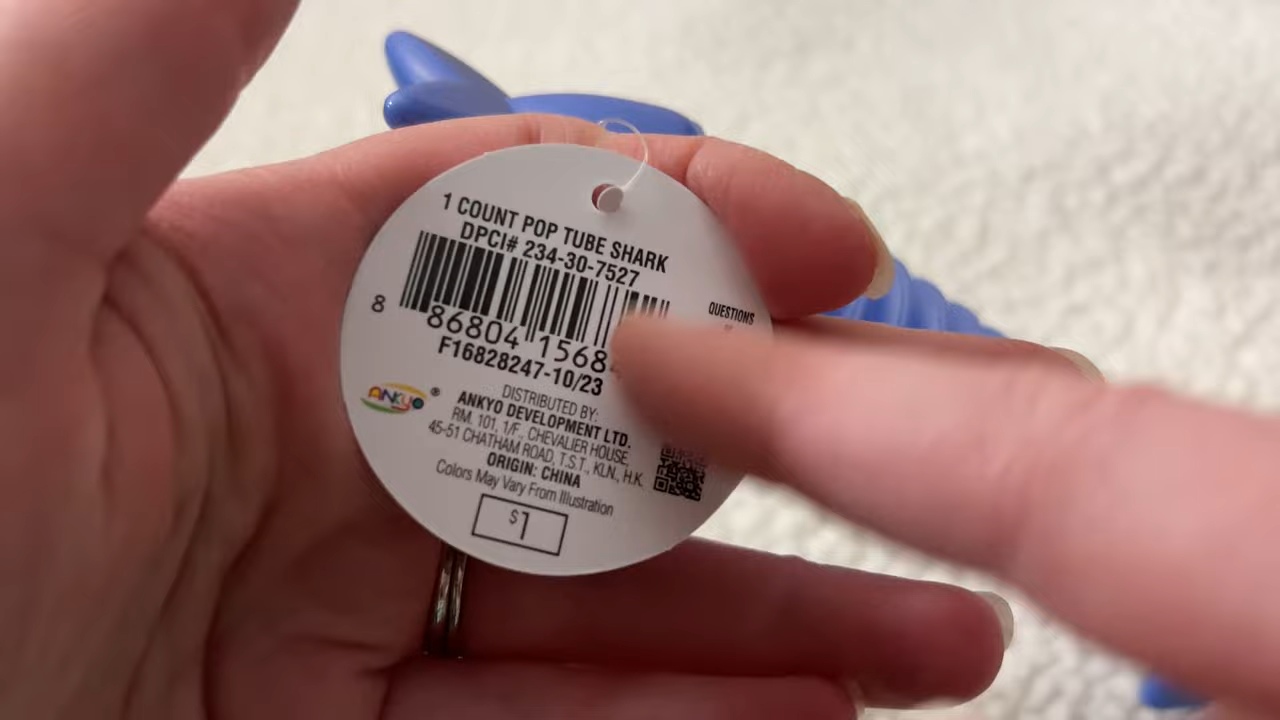 1 COUNT POP TUBE SHARK
DPCI# 234-30-7527
8 86804 1568
F16828247-10/23
QUESTIONS
ANKYO ®
DISTRIBUTED BY:
ANKYO DEVELOPMENT LTD.
RM. 101, 1/F., CHEVALIER HOUSE,
45-51 CHATHAM ROAD, T.S.T., KLN., H.K.
ORIGIN: CHINA
Colors May Vary From Illustration
$1